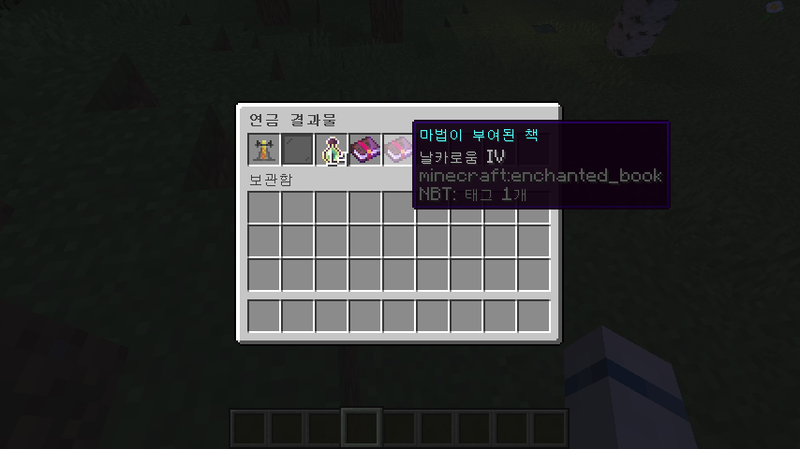 연금 결과물
마법이 부여된 책
날카로움 IV
minecraft:enchanted_book
NBT: 태그 1개
보관함